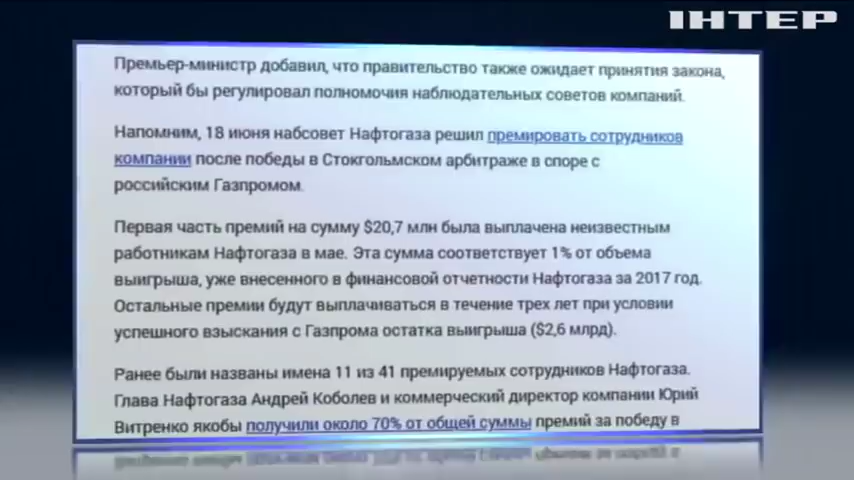 ІНТЕР
Премьер-министр добавил, что правительство также ожидает принятия закона,
который бы регулировал полномочия наблюдательных советов компаний.
Напомним, 18 июня набсовет Нафтогаза решил премировать сотрудников
компании после победы в Стокгольмском арбитраже в споре с
российским Газпромом.
Первая часть премий на сумму $20,7 млн была выплачена неизвестным
работникам Нафтогаза в мае. Эта сумма соответствует 1% от объема
выигрыша, уже внесенного в финансовой отчетности Нафтогаза за 2017 год.
Остальные премии будут выплачиваться в течение трех лет при условии
успешного взыскания с Газпрома остатка выигрыша ($2,6 млрд).
Ранее были названы имена 11 из 41 премируемых сотрудников Нафтогаза.
Глава Нафтогаза Андрей Коболев и коммерческий директор компании Юрий
Витренко якобы получили около 70% от общей суммы премий за победу в